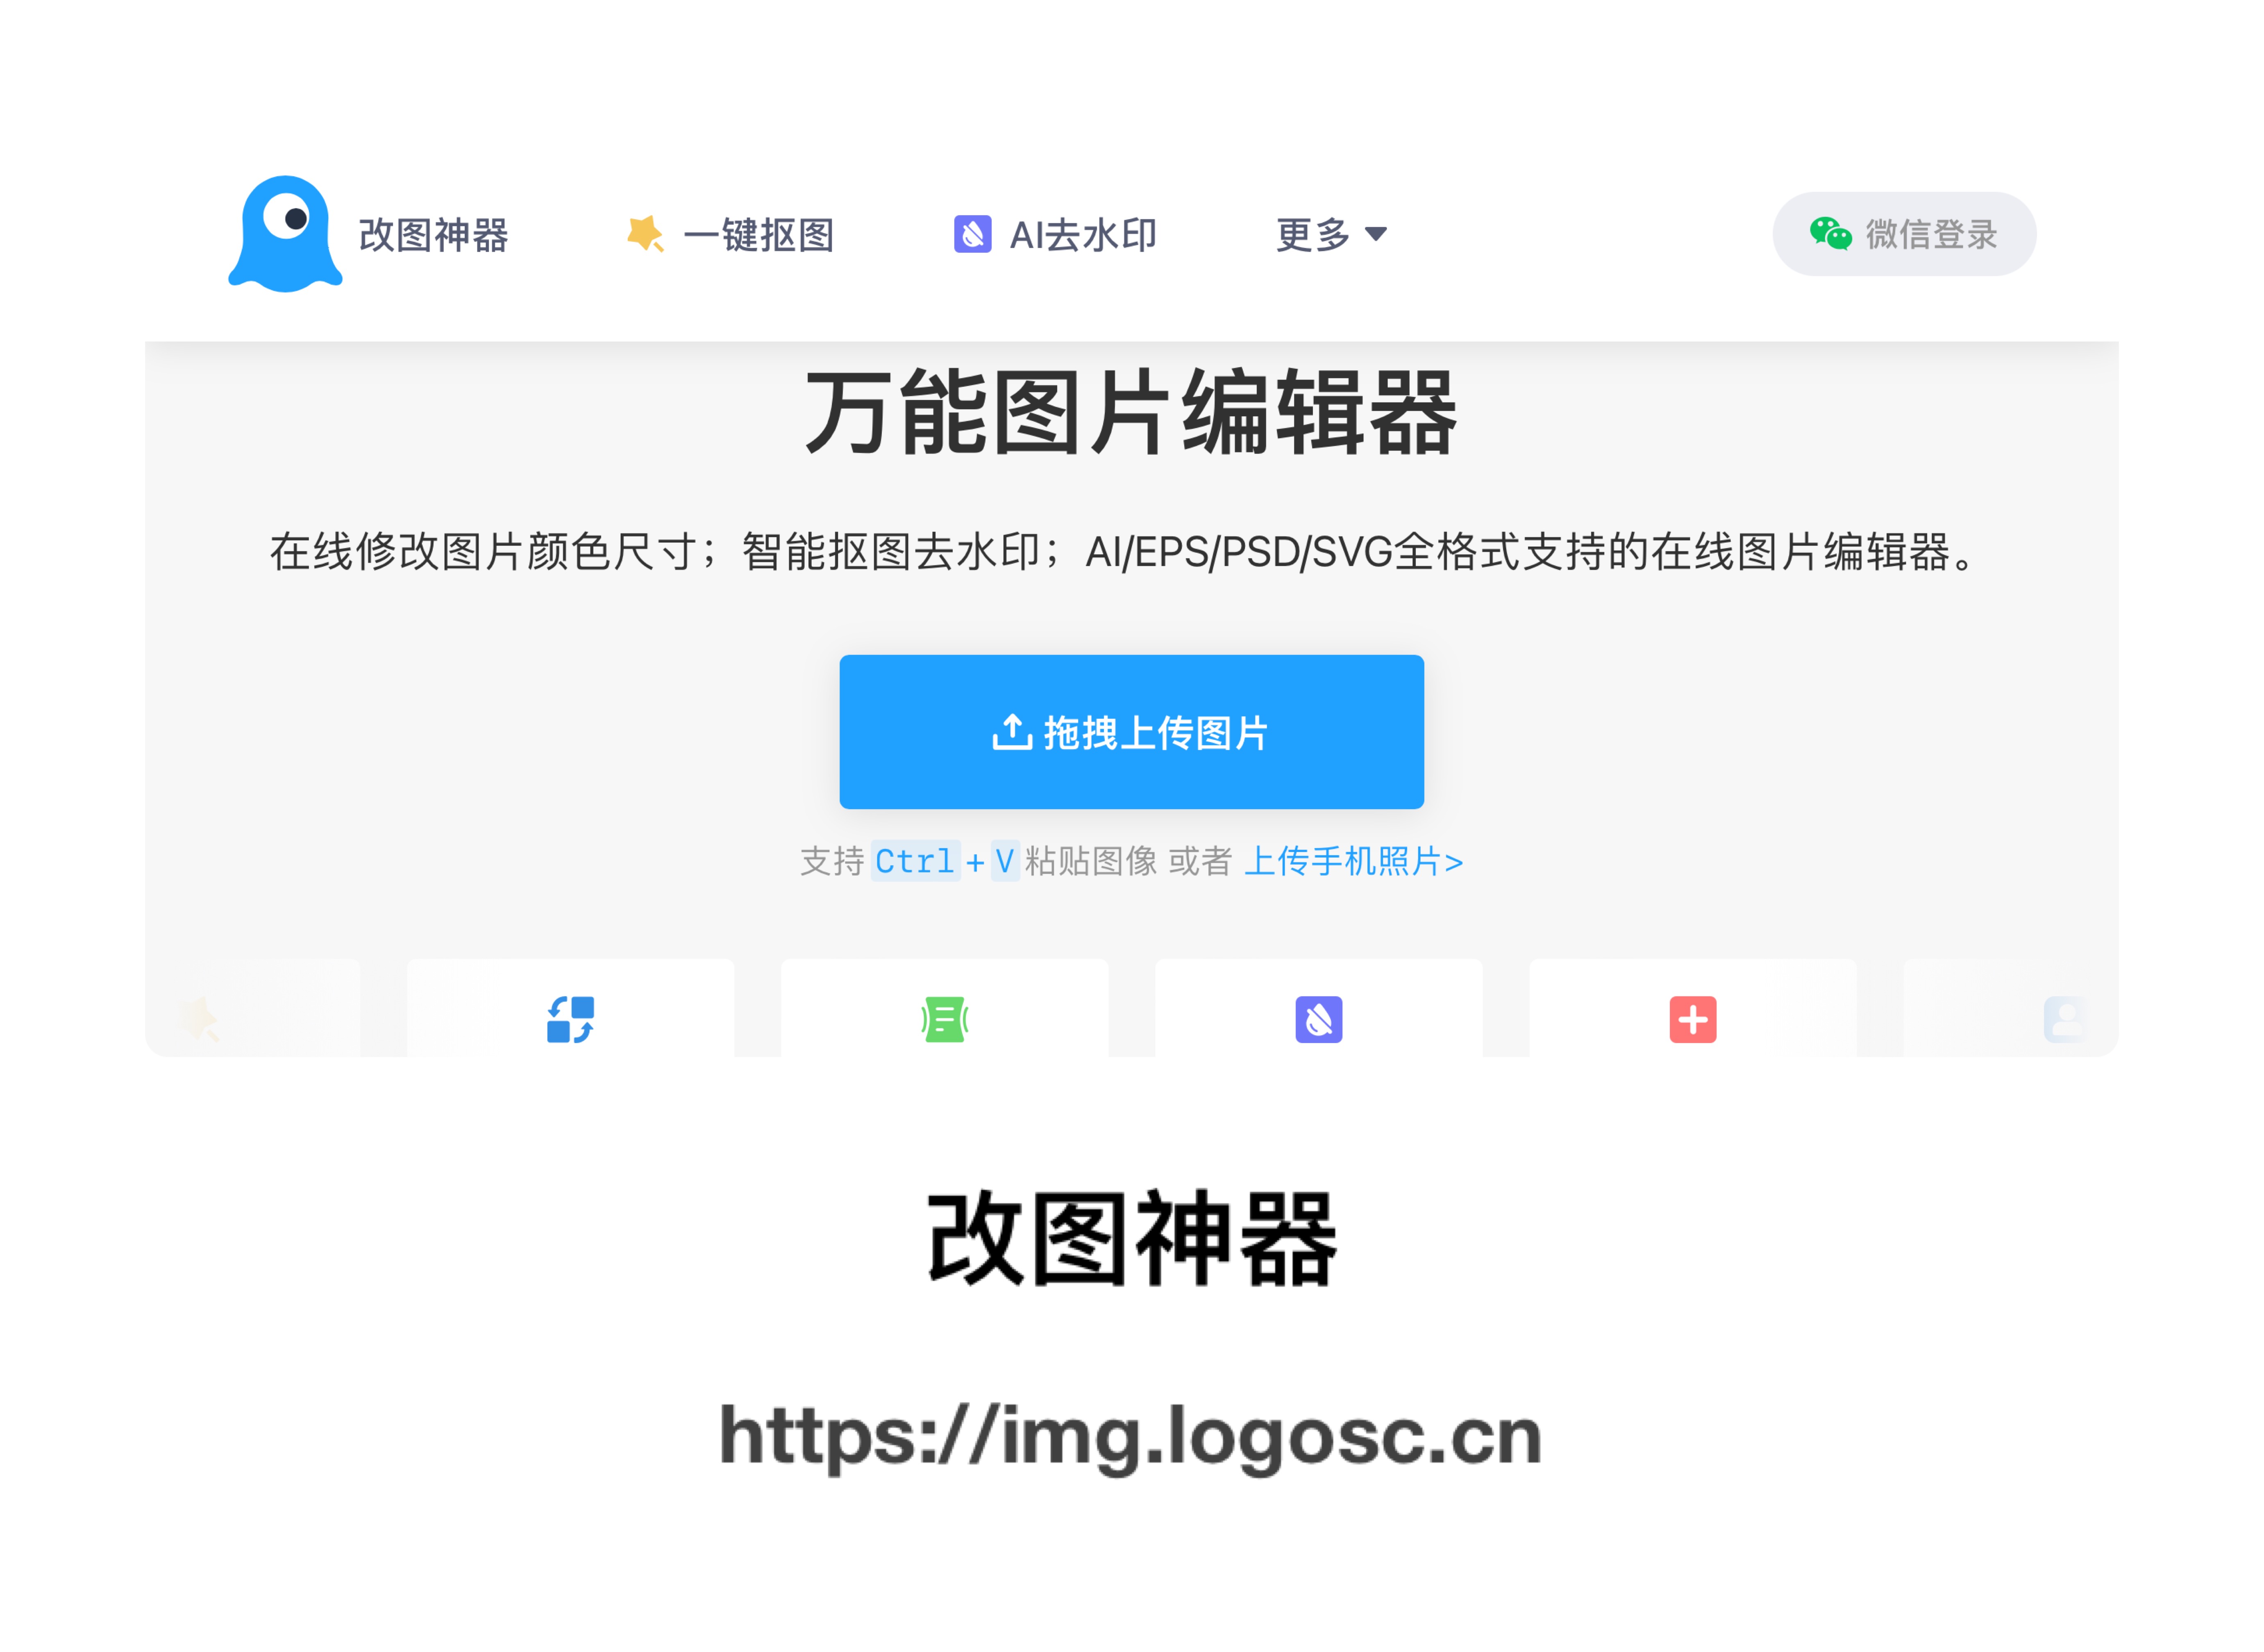 改图神器 一键抠图 AI去水印 更多 微信登录
万能图片编辑器
在线修改图片颜色尺寸；智能抠图去水印；AI/EPS/PSD/SVG全格式支持的在线图片编辑器。
拖拽上传图片
支持 Ctrl + V 粘贴图像 或者 上传手机照片>
改图神器
https://img.logosc.cn